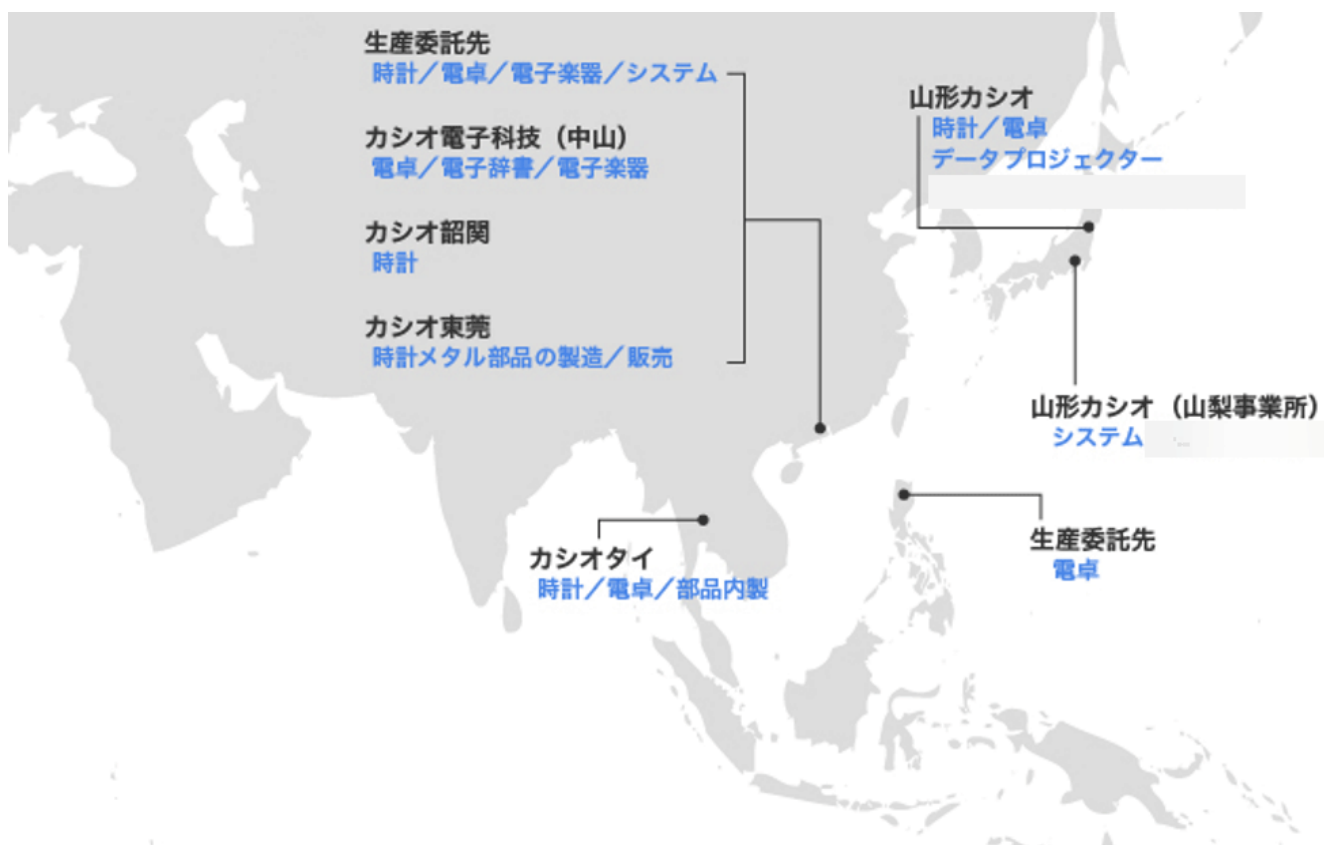 生産委託先
時計／電卓／電子楽器／システム
カシオ電子科技（中山）
電卓／電子辞書／電子楽器
カシオ韶関
時計
カシオ東莞
時計メタル部品の製造／販売
山形カシオ
時計／電卓
データプロジェクター
山形カシオ（山梨事業所）
システム
カシオタイ
時計／電卓／部品内製
生産委託先
電卓